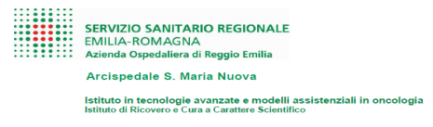 SERVIZIO SANITARIO REGIONALE
EMILIA-ROMAGNA
Azienda Ospedaliera di Reggio Emilia
Arcispedale S. Maria Nuova
Istituto in tecnologie avanzate e modelli assistenziali in oncologia
Istituto di Ricovero e Cura a Carattere Scientifico